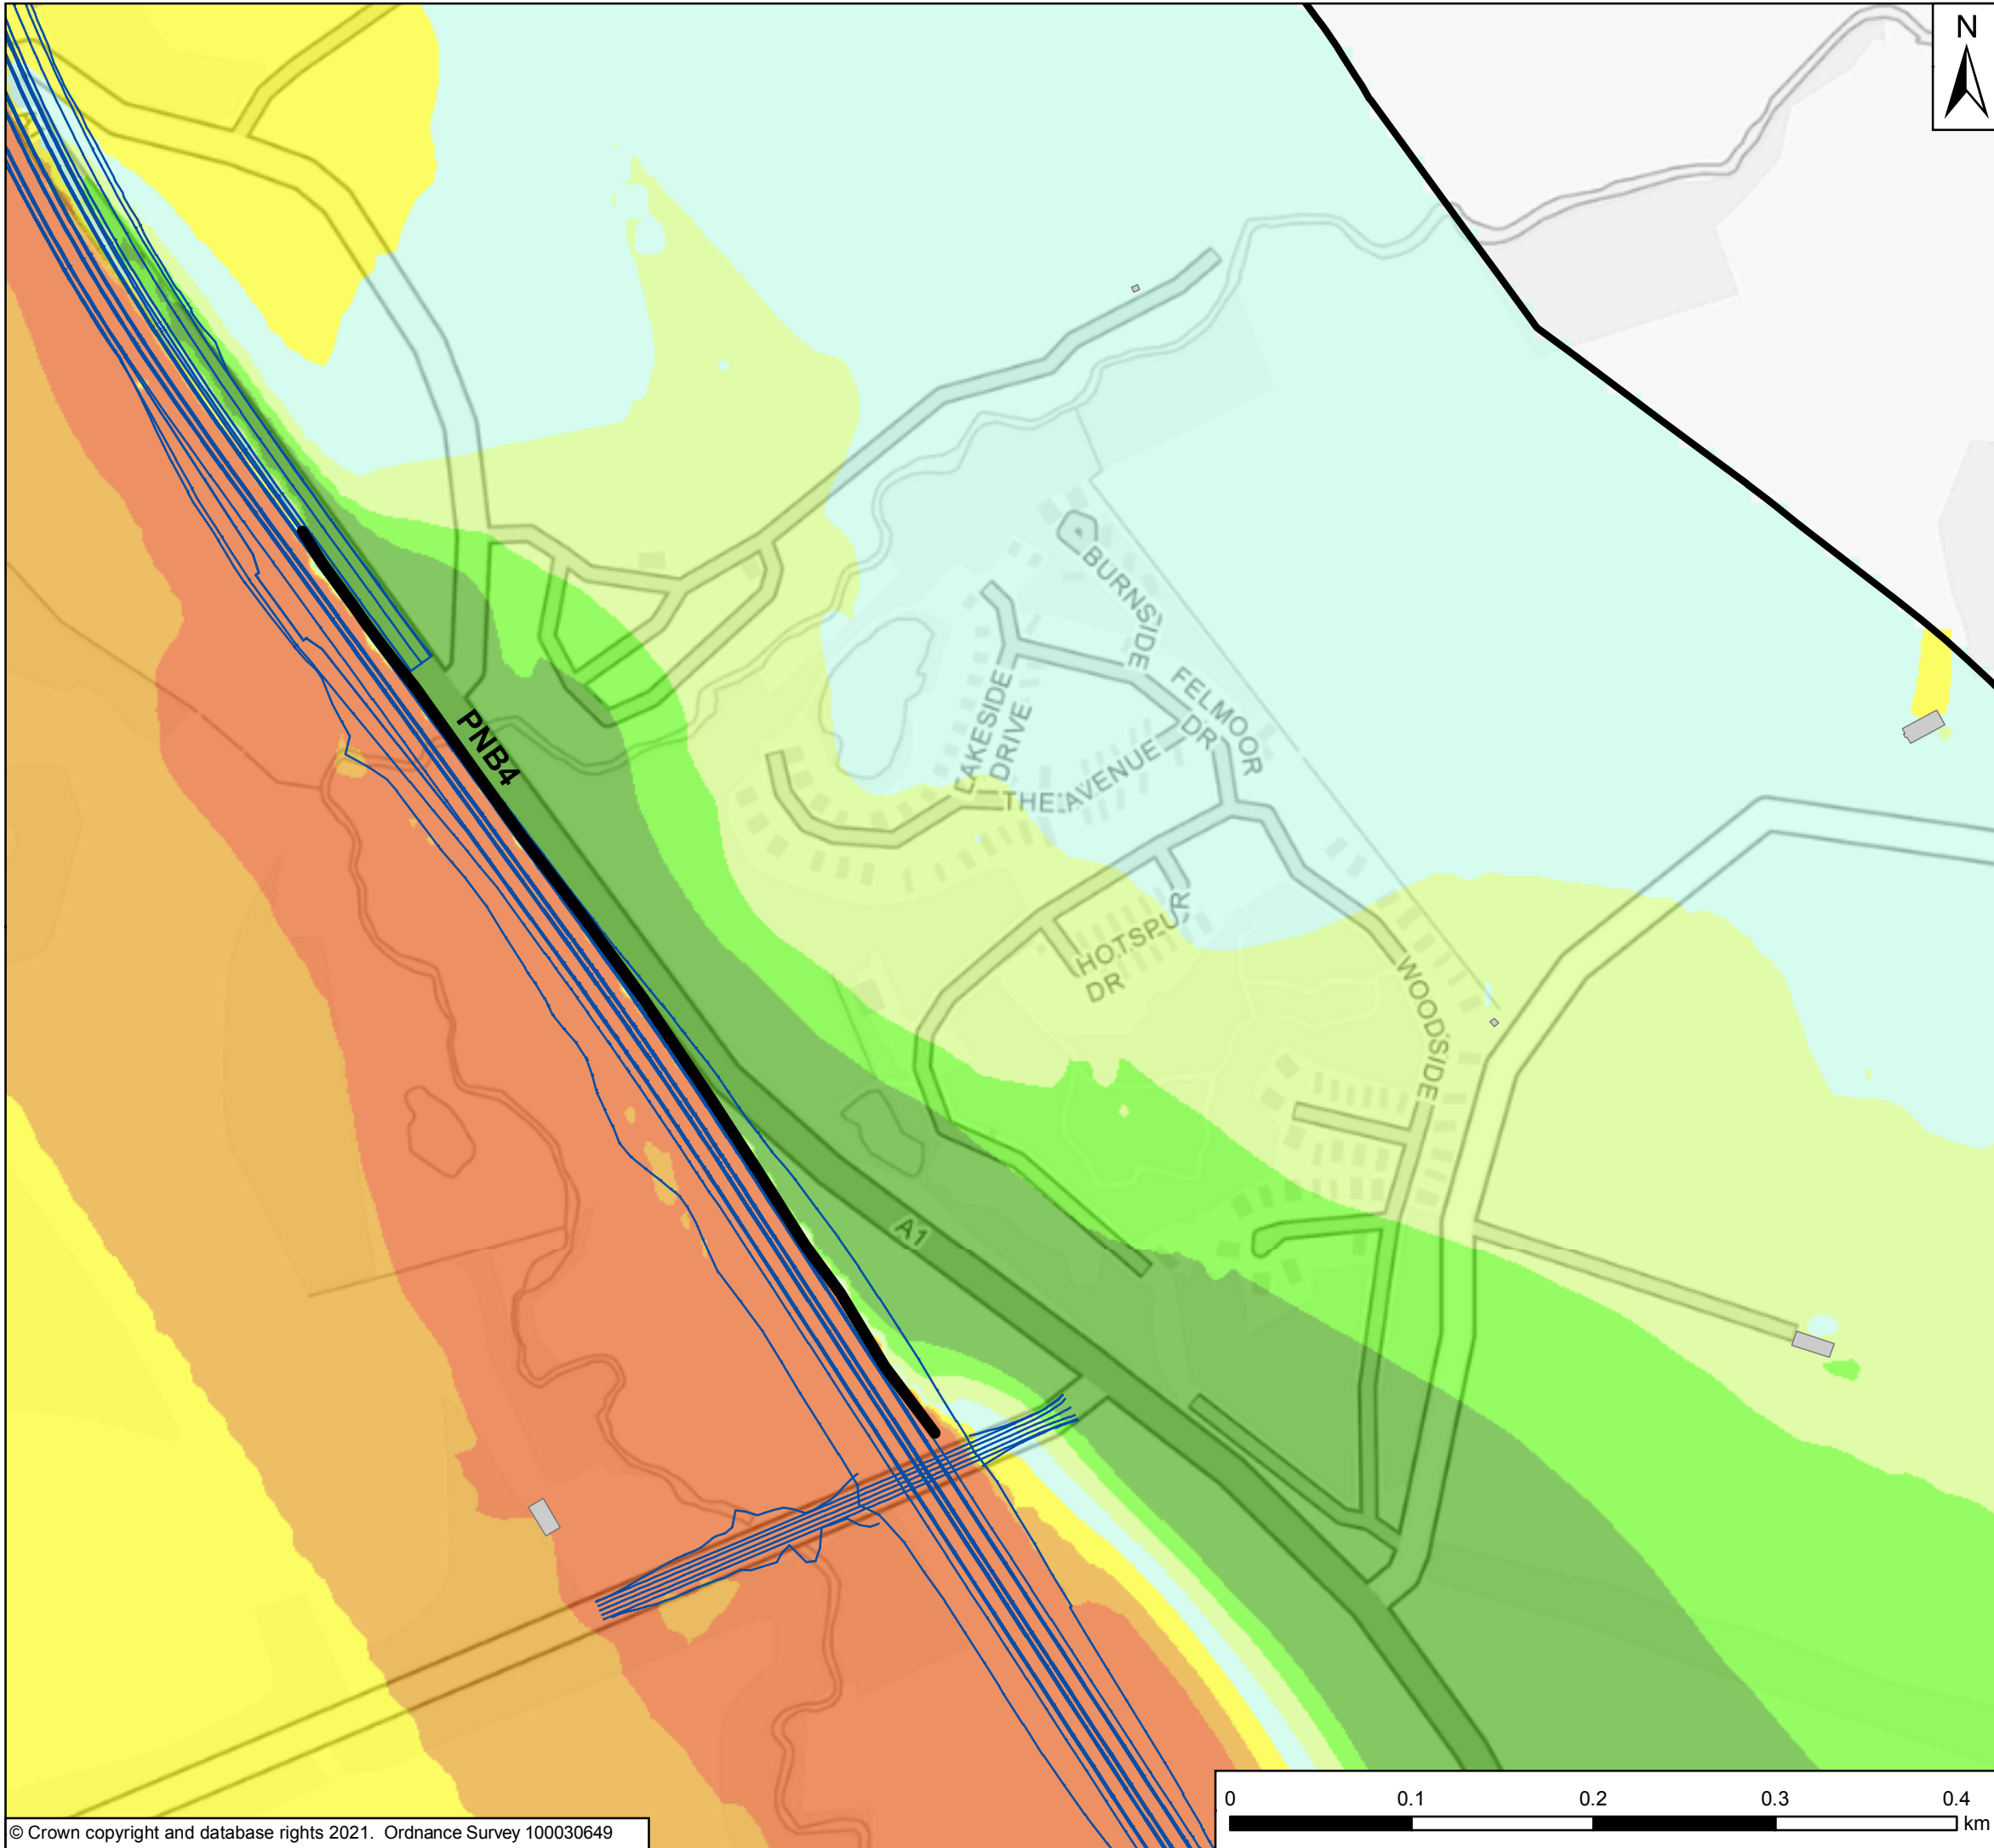 N
BURNSIDE
FELMOOR
DR
LAKESIDE
DRIVE
THE AVENUE
PNB4
HOTSPUR
DR
WOODSIDE
A1
0 0.1 0.2 0.3 0.4
km
© Crown copyright and database rights 2021. Ordnance Survey 100030649